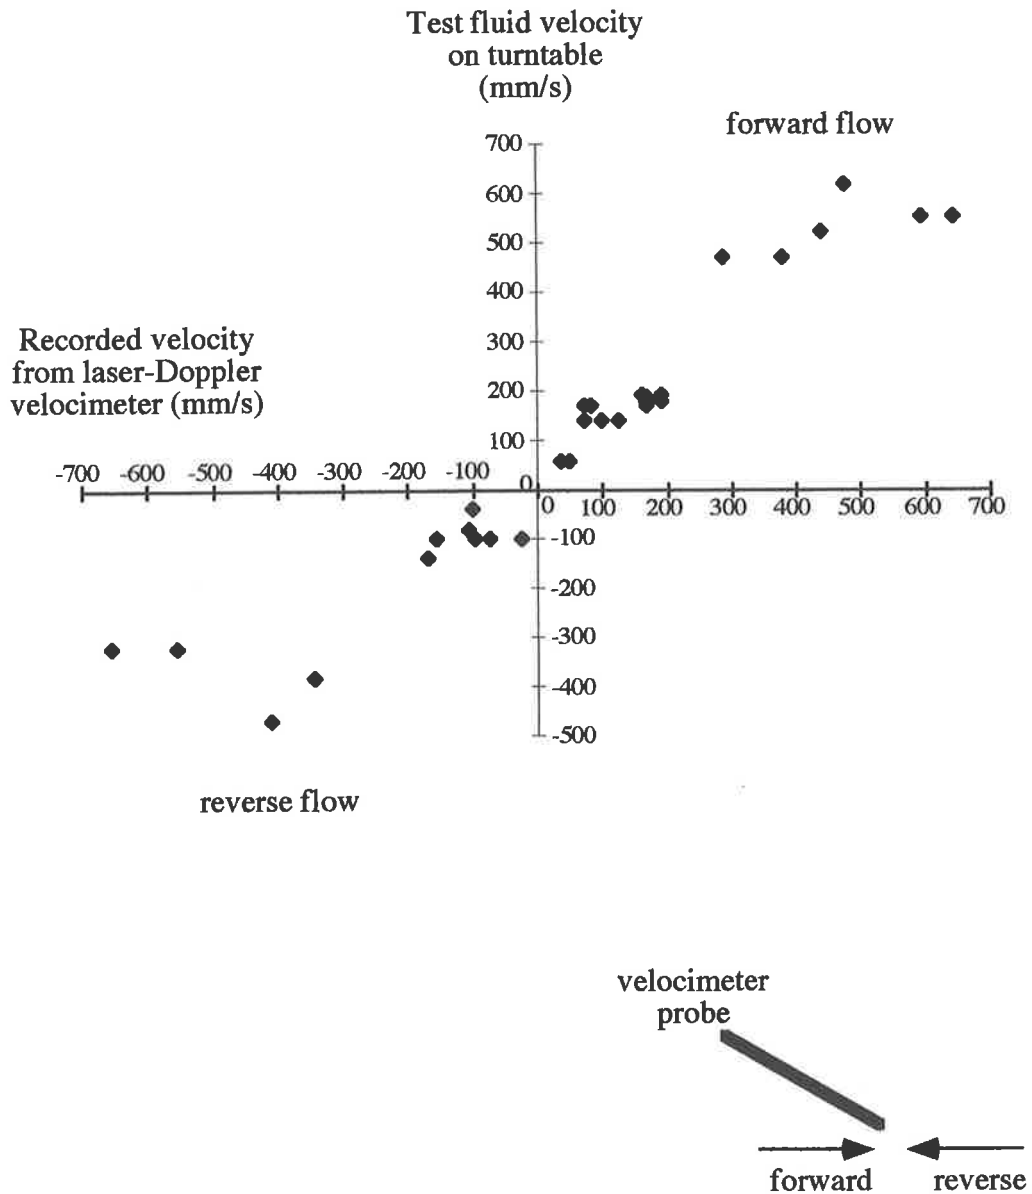 Test fluid velocity
on turntable
(mm/s)
forward flow
700
600
500
400
300
200
100
Recorded velocity
from laser-Doppler
velocimeter (mm/s)
-700 -600 -500 -400 -300 -200 -100 0
0 100 200 300 400 500 600 700
-100
-200
-300
-400
-500
reverse flow
velocimeter
probe
forward reverse